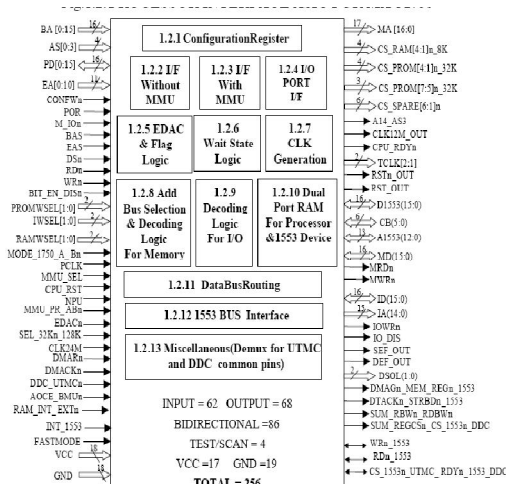 BA [0:15]
16
AS[0:3]
4
PD[0:15]
16
EA[0:10]
11
CONFWn
POR
M_IOn
BAS
EAS
DSn
RDn
WRn
BIT_EN_DISn
PROMWSEL[1:0]
2
IWSEL[1:0]
2
RAMWSEL[1:0]
2
MODE_1750_A_Bn
PCLK
MMU_SEL
CPU_RST
NPU
MMU_PR_ABn
EDACn
SEL_32Kn_128K
CLK24M
DMARn
DMACKn
DDC_UTMCn
AOCE_BMUn
RAM_INT_EXTn
INT_1553
FASTMODE
VCC
18
GND
18
1.2.1 ConfigurationRegister
1.2.2 I/F
Without
MMU
1.2.3 I/F
With
MMU
1.2.4 I/O
PORT
I/F
1.2.5 EDAC
& Flag
Logic
1.2.6
Wait State
Logic
1.2.7
CLK
Generation
1.2.8 Add
Bus Selection
& Decoding
Logic
For Memory
1.2.9
Decoding
Logic
For I/O
1.2.10 Dual
Port RAM
For Processor
&1553 Device
1.2.11 DataBusRouting
1.2.12 1553 BUS Interface
1.2.13 Miscellaneous(Demux for UTMC
and DDC common pins)
INPUT = 62 OUTPUT = 68
BIDIRECTIONAL =86
TEST/SCAN = 4
VCC =17 GND =19
TOTAL = 256
17
MA [16:0]
4
CS_RAM[4:1]n_8K
4
CS_PROM[4:1]n_32K
3
CS_PROM[7:5]n_32K
6
CS_SPARE[6:1]n
A14_AS3
CLK12M_OUT
CPU_RDYn
2
TCLK[2:1]
RSTn_OUT
RST_OUT
16
D1553(15:0)
6
CB(5:0)
13
A1553(12:0)
16
MD(15:0)
MRDn
MWRn
16
ID(15:0)
15
IA(14:0)
IOWRn
IO_DIS
SEF_OUT
DEF_OUT
2
DSOL(1:0)
DMAGn_MEM_REGn_1553
DTACKn_STRBDn_1553
SUM_RBWn_RDBWn
SUM_REGCSn_CS_1553n_DDC
WRn_1553
RDn_1553
CS_1553n_UTMC_RDYn_1553_DDC